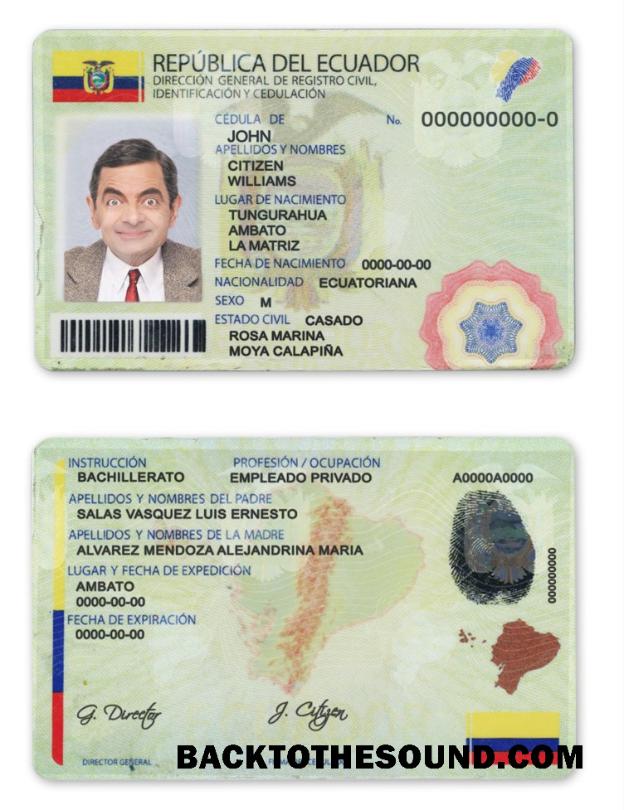 REPÚBLICA DEL ECUADOR
DIRECCIÓN GENERAL DE REGISTRO CIVIL,
IDENTIFICACIÓN Y CEDULACIÓN
CÉDULA DE No. 000000000-0
JOHN
APELLIDOS Y NOMBRES
CITIZEN
WILLIAMS
LUGAR DE NACIMIENTO
TUNGURAHUA
AMBATO
LA MATRIZ
FECHA DE NACIMIENTO 0000-00-00
NACIONALIDAD ECUATORIANA
SEXO M
ESTADO CIVIL CASADO
ROSA MARINA
MOYA CALAPIÑA
INSTRUCCIÓN PROFESIÓN / OCUPACIÓN
BACHILLERATO EMPLEADO PRIVADO A0000A0000
APELLIDOS Y NOMBRES DEL PADRE
SALAS VASQUEZ LUIS ERNESTO
APELLIDOS Y NOMBRES DE LA MADRE
ALVAREZ MENDOZA ALEJANDRINA MARIA
LUGAR Y FECHA DE EXPEDICIÓN
AMBATO
0000-00-00
FECHA DE EXPIRACIÓN
0000-00-00
000000000
G. Director J. Citizen
DIRECTOR GENERAL
BACKTOTHESOUND.COM